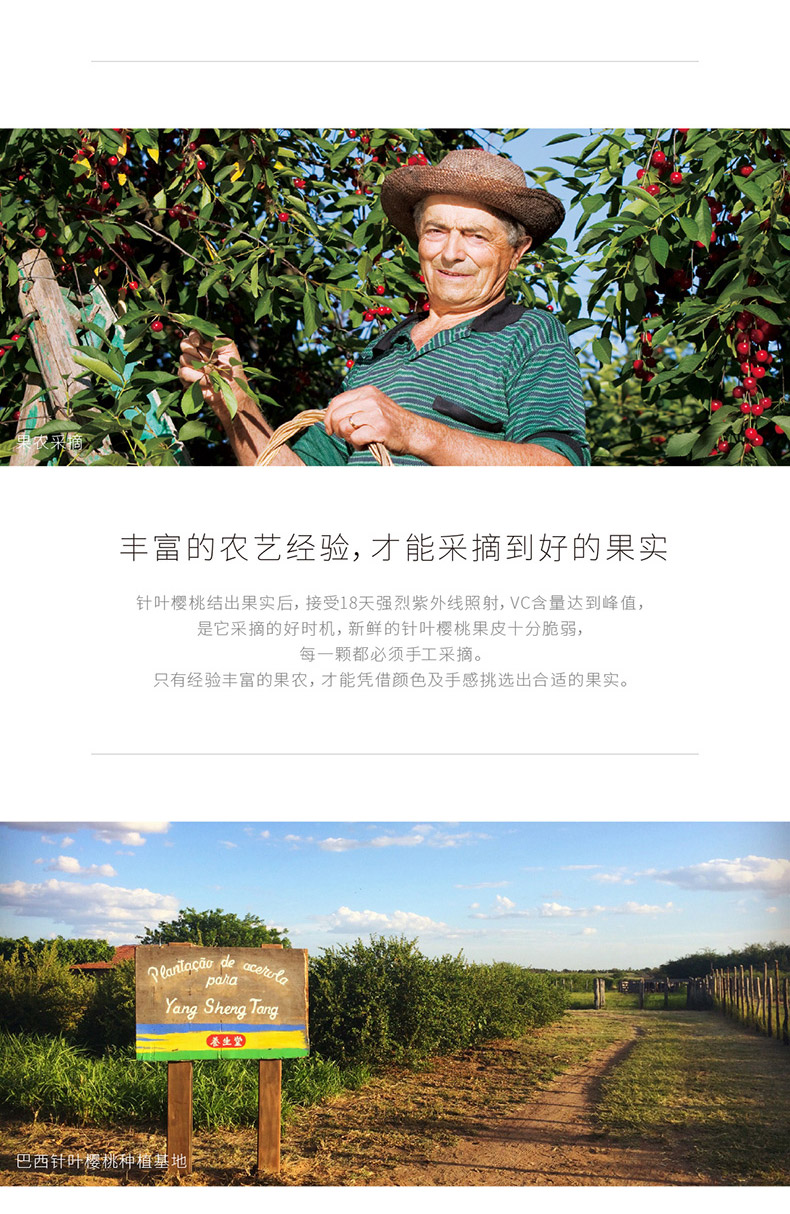 果农采摘
丰富的农艺经验，才能采摘到好的果实
针叶樱桃结出果实后，接受18天强烈紫外线照射，VC含量达到峰值，
是它采摘的好时机，新鲜的针叶樱桃果皮十分脆弱，
每一颗都必须手工采摘。
只有经验丰富的果农，才能凭借颜色及手感挑选出合适的果实。
Plantação de acerola
para
Yang Sheng Tang
养生堂
巴西针叶樱桃种植基地